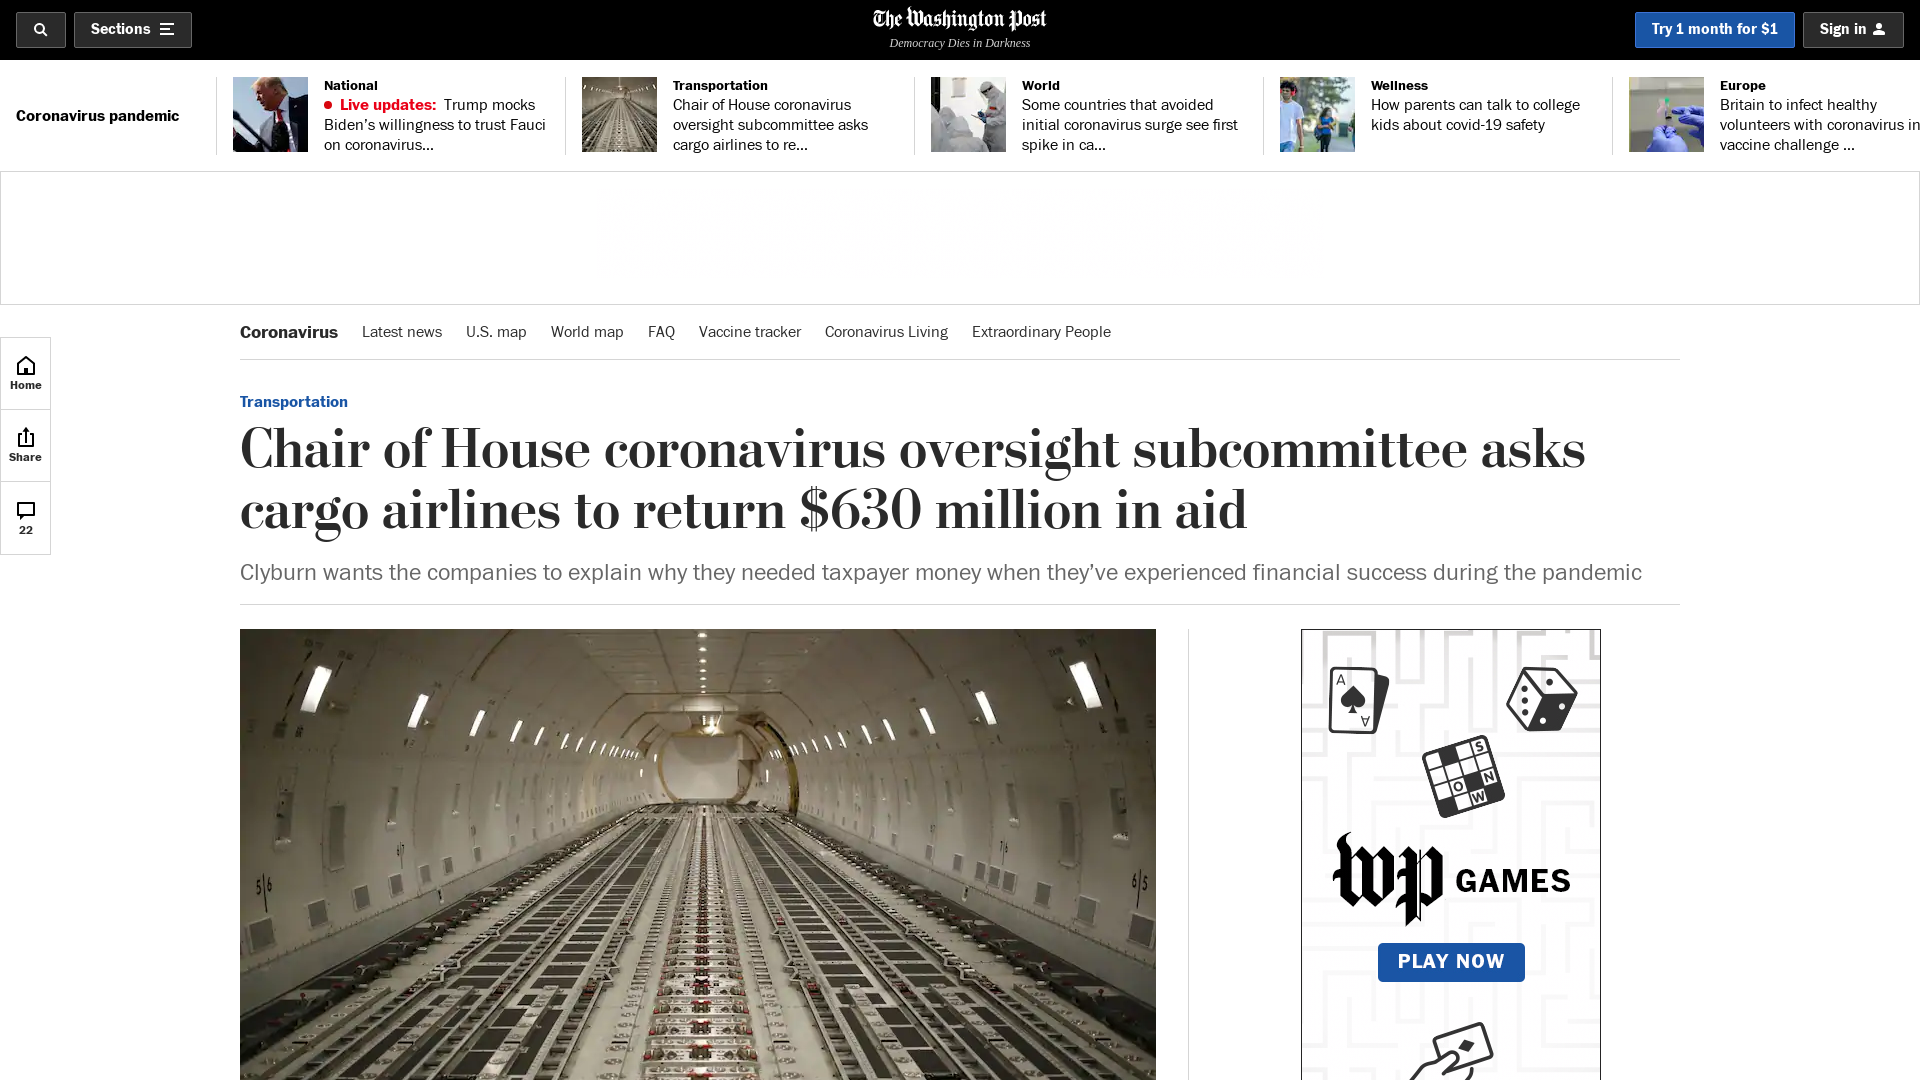 Sections
The Washington Post
Democracy Dies in Darkness
Try 1 month for $1
Sign in
Coronavirus pandemic
National
Live updates: Trump mocks
Biden's willingness to trust Fauci
on coronavirus...
Transportation
Chair of House coronavirus
oversight subcommittee asks
cargo airlines to re...
World
Some countries that avoided
initial coronavirus surge see first
spike in ca...
Wellness
How parents can talk to college
kids about covid-19 safety
Europe
Britain to infect healthy
volunteers with coronavirus in
vaccine challenge ...
Coronavirus Latest news U.S. map World map FAQ Vaccine tracker Coronavirus Living Extraordinary People
Home
Share
22
Transportation
Chair of House coronavirus oversight subcommittee asks
cargo airlines to return $630 million in aid
Clyburn wants the companies to explain why they needed taxpayer money when they've experienced financial success during the pandemic
A
A
S
O N
W
wp GAMES
PLAY NOW